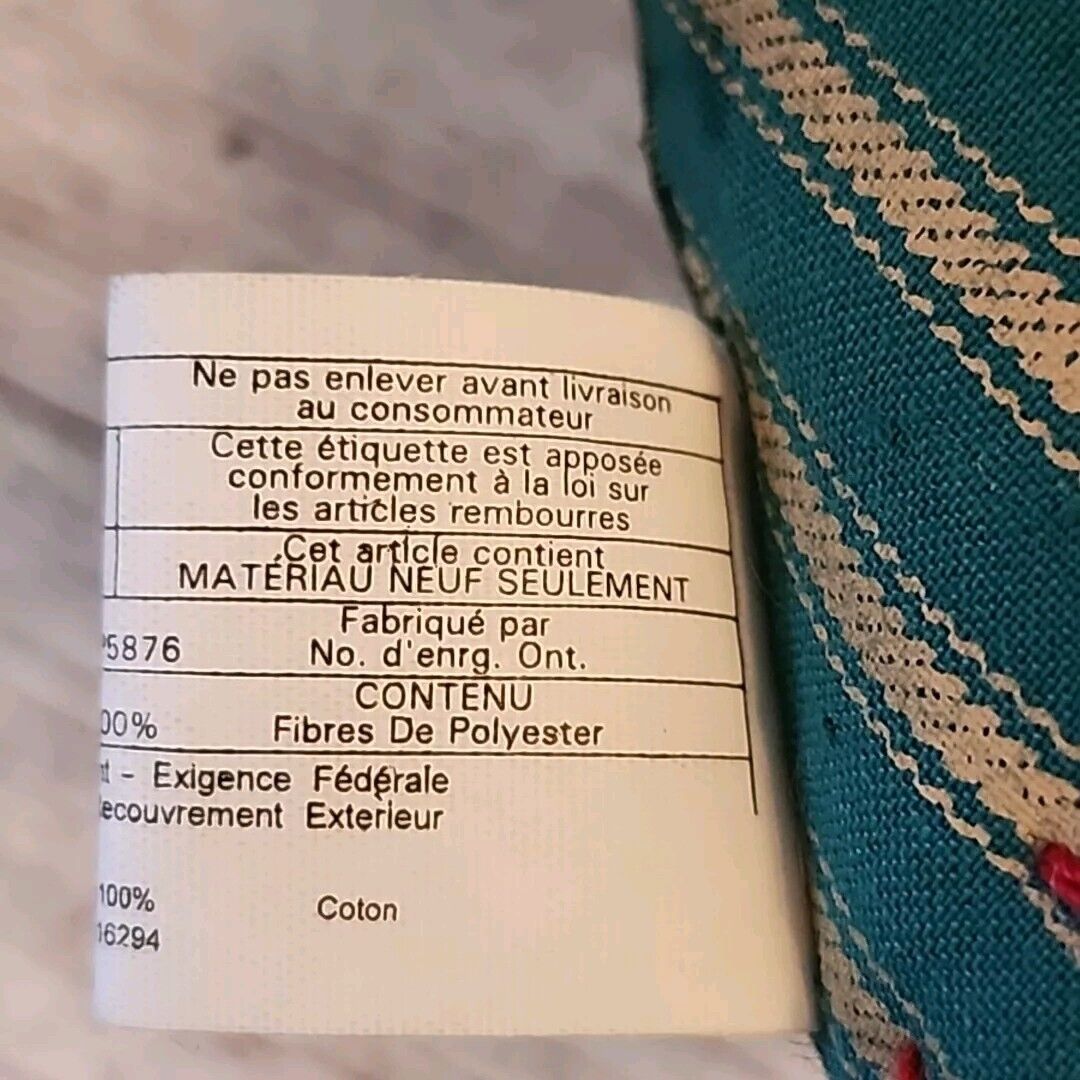 Ne pas enlever avant livraison
au consommateur
Cette étiquette est apposée
conformement à la loi sur
les articles rembourres
Cet article contient
MATÉRIAU NEUF SEULEMENT
Fabriqué par
5876 No. d'enrg. Ont.
CONTENU
00% Fibres De Polyester
t - Exigence Fédérale
ecouvrement Exterieur
100% Coton
16294